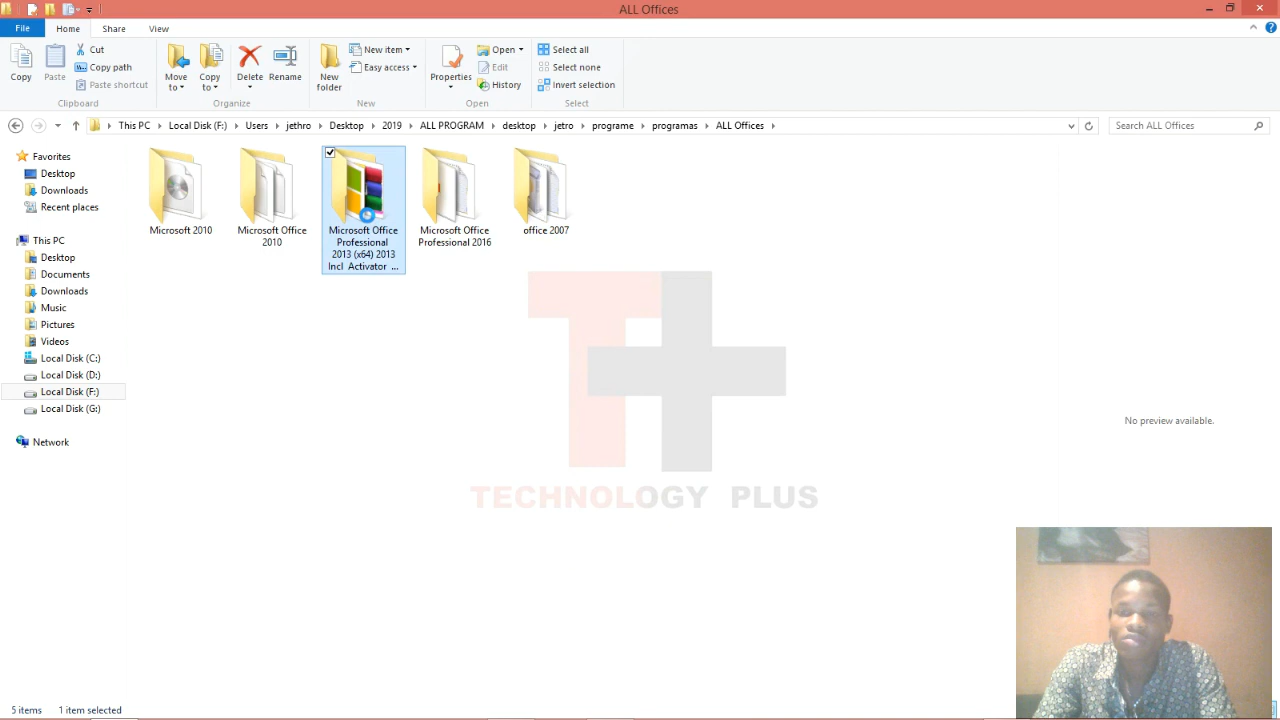 ALL Offices
File
Home
Share
View
Copy
Paste
Cut
Copy path
Paste shortcut
Clipboard
Move to
Copy to
Delete
Rename
Organize
New folder
New item
Easy access
New
Properties
Open
Edit
History
Open
Select all
Select none
Invert selection
Select
This PC
Local Disk (F:)
Users
jethro
Desktop
2019
ALL PROGRAM
desktop
jetro
programe
programas
ALL Offices
Search ALL Offices
Favorites
Desktop
Downloads
Recent places
This PC
Desktop
Documents
Downloads
Music
Pictures
Videos
Local Disk (C:)
Local Disk (D:)
Local Disk (F:)
Local Disk (G:)
Network
Microsoft 2010
Microsoft Office
2010
Microsoft Office
Professional
2013 (x64) 2013
Incl Activator ...
Microsoft Office
Professional 2016
office 2007
No preview available.
TECHNOLOGY PLUS
5 items
1 item selected